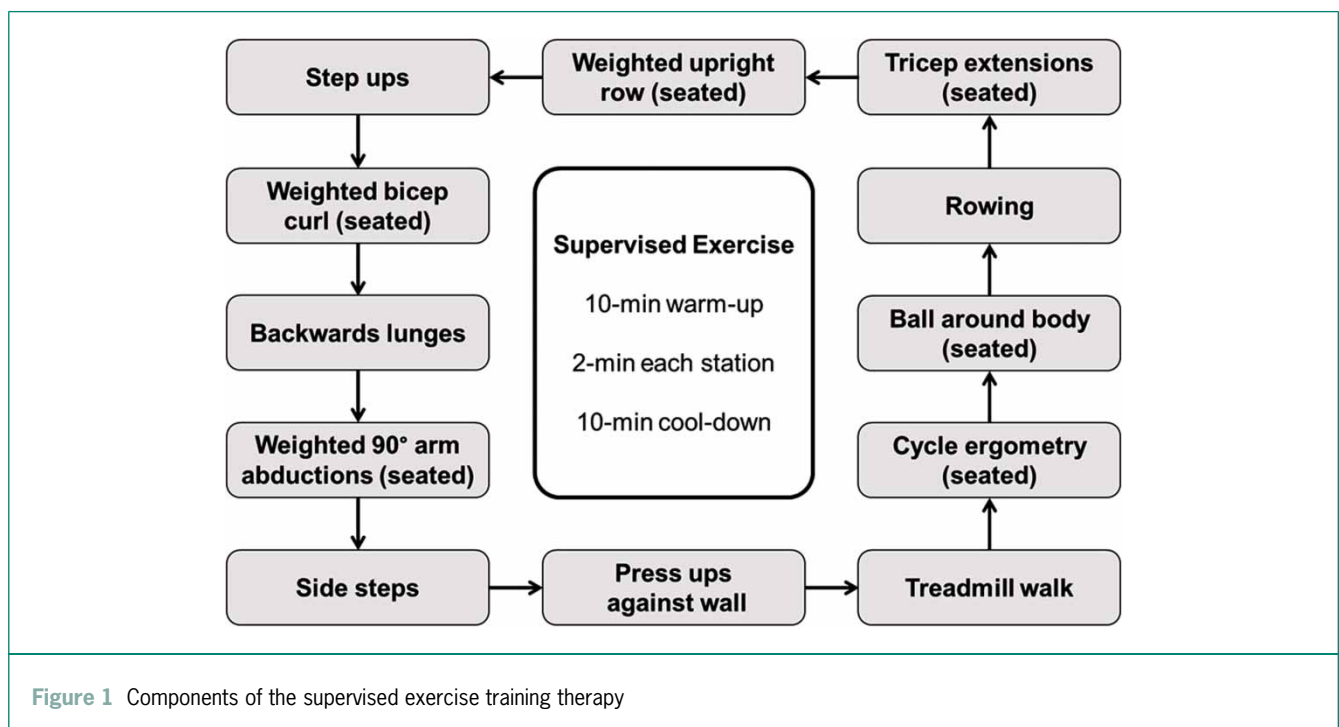 Step ups
Weighted upright
row (seated)
Tricep extensions
(seated)
Weighted bicep
curl (seated)
Supervised Exercise
10-min warm-up
2-min each station
10-min cool-down
Rowing
Backwards lunges
Ball around body
(seated)
Weighted 90° arm
abductions (seated)
Cycle ergometry
(seated)
Side steps
Press ups
against wall
Treadmill walk
Figure 1 Components of the supervised exercise training therapy